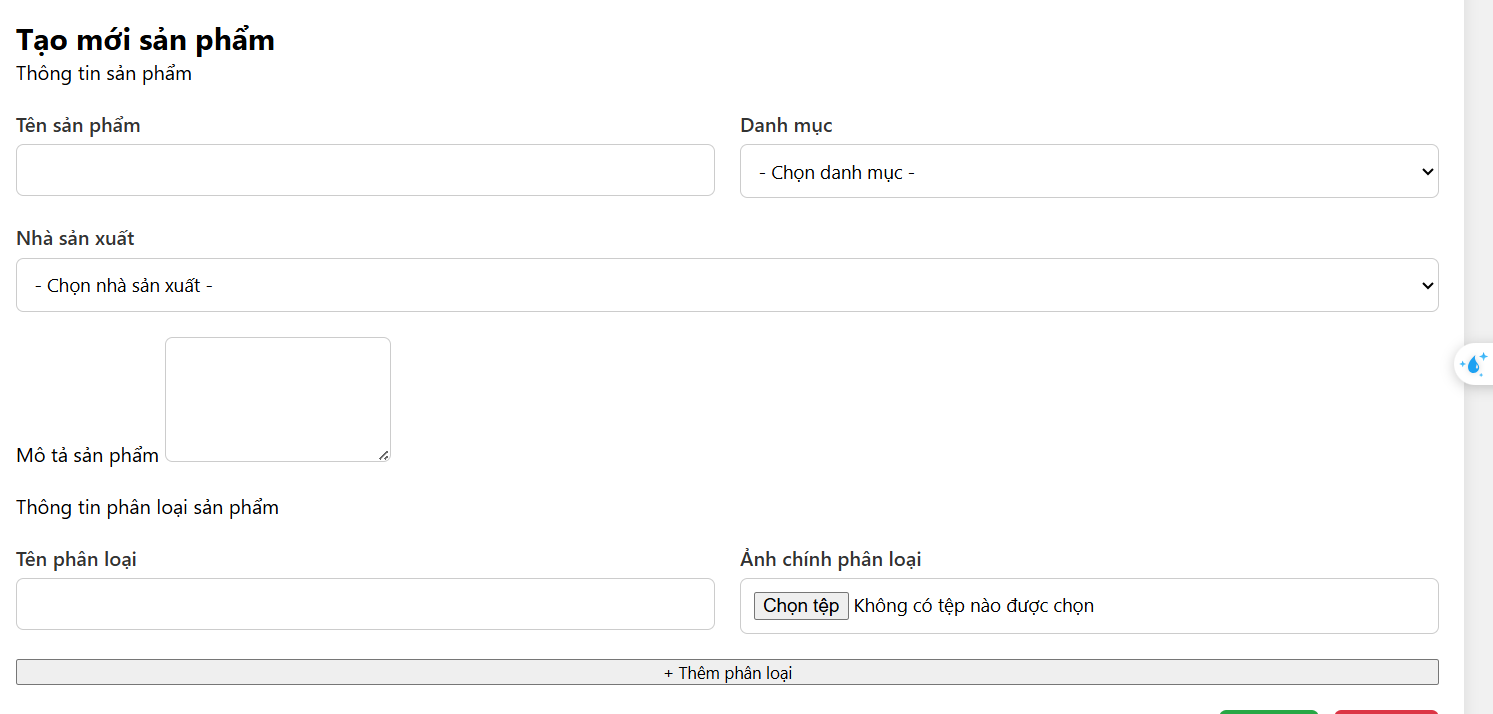 Tạo mới sản phẩm
Thông tin sản phẩm
Tên sản phẩm
Danh mục
- Chọn danh mục -
Nhà sản xuất
- Chọn nhà sản xuất -
Mô tả sản phẩm
Thông tin phân loại sản phẩm
Tên phân loại
Ảnh chính phân loại
Chọn tệp Không có tệp nào được chọn
+ Thêm phân loại